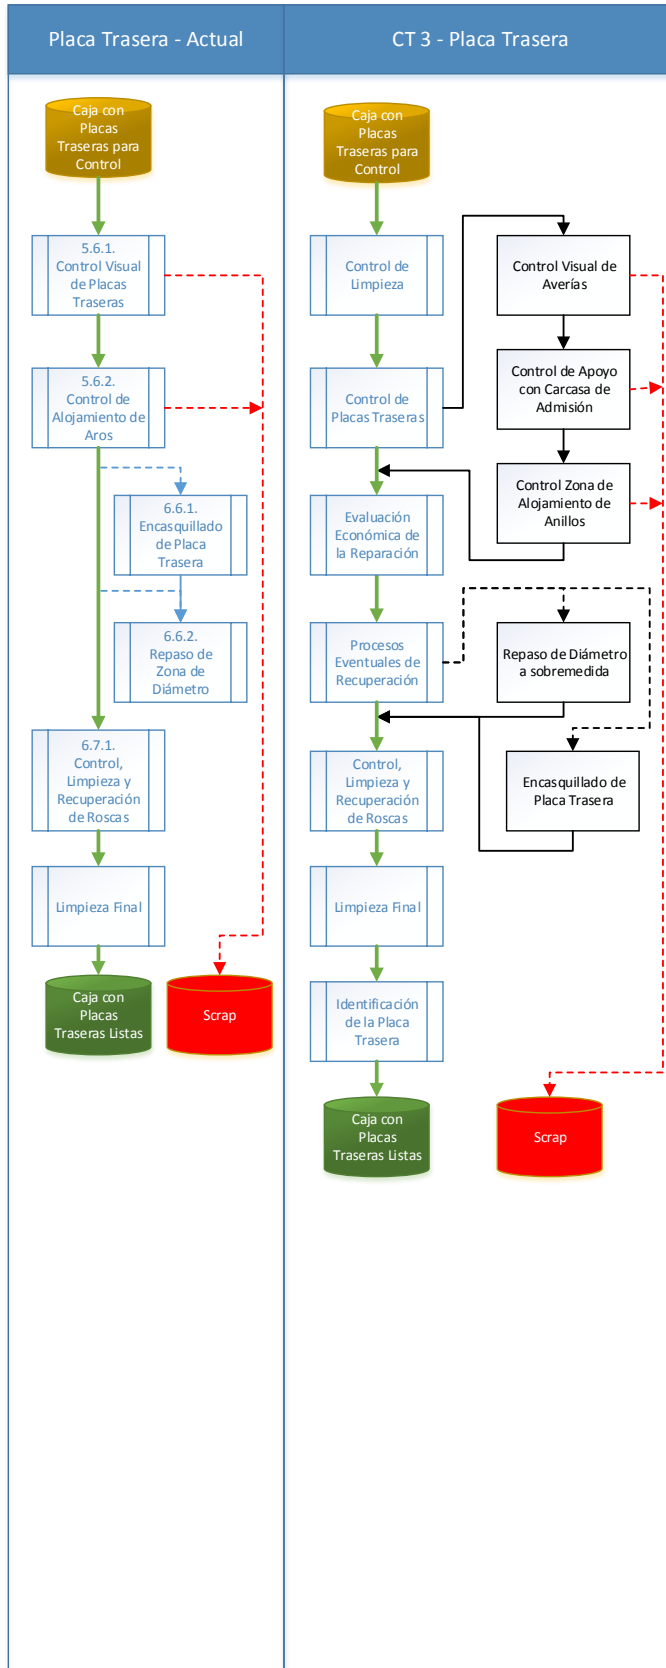 Placa Trasera - Actual
CT 3 - Placa Trasera
Caja con
Placas
Traseras para
Control
5.6.1.
Control Visual
de Placas
Traseras
5.6.2.
Control de
Alojamiento de
Aros
6.6.1.
Encasquillado
de Placa
Trasera
6.6.2.
Repaso de
Zona de
Diámetro
6.7.1.
Control,
Limpieza y
Recuperación
de Roscas
Limpieza Final
Caja con
Placas
Traseras Listas
Scrap
Caja con
Placas
Traseras para
Control
Control de
Limpieza
Control de
Placas Traseras
Control Visual de
Averías
Control de Apoyo
con Carcasa de
Admisión
Control Zona de
Alojamiento de
Anillos
Evaluación
Económica de
la Reparación
Procesos
Eventuales de
Recuperación
Repaso de Diámetro
a sobremedida
Encasquillado de
Placa Trasera
Control,
Limpieza y
Recuperación
de Roscas
Limpieza Final
Identificación
de la Placa
Trasera
Caja con
Placas
Traseras Listas
Scrap